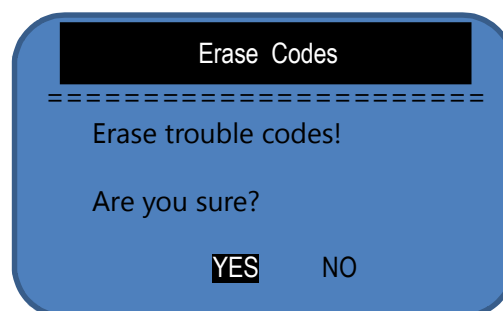 Erase Codes
=======================
Erase trouble codes!
Are you sure?
YES NO